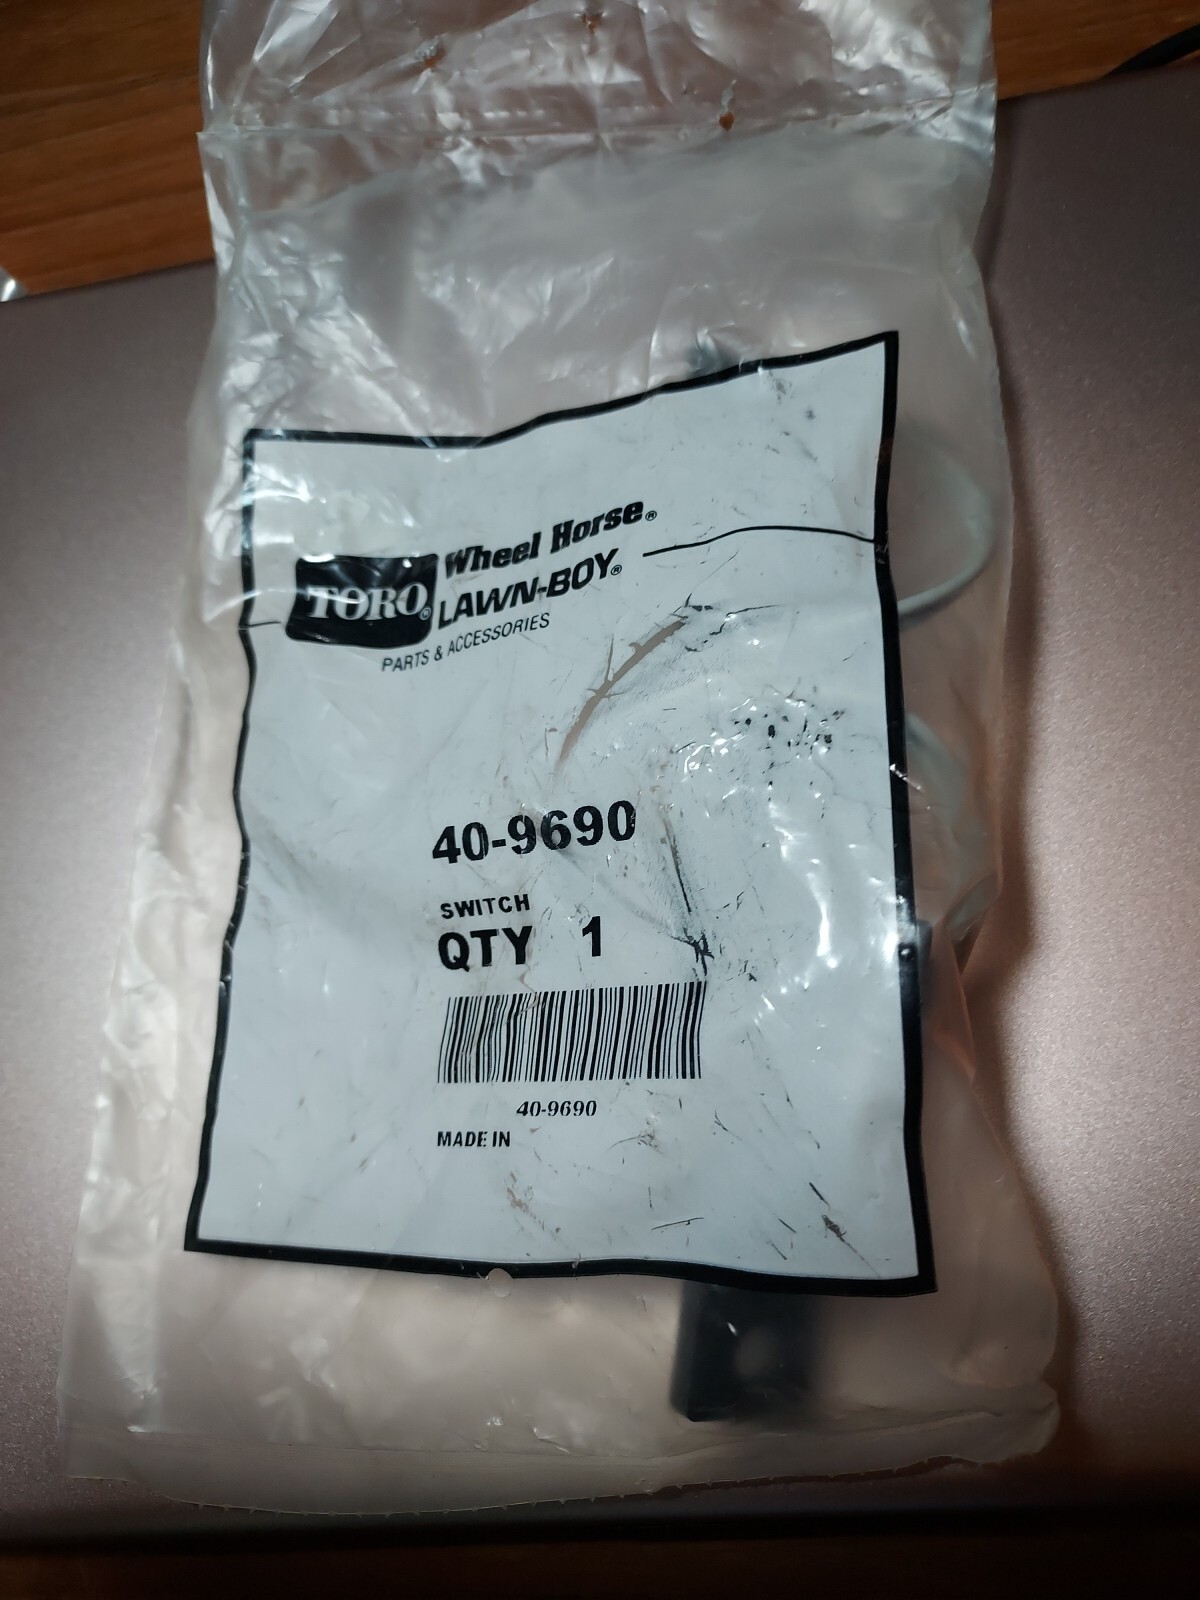 TORO®
Wheel Horse®
LAWN-BOY®
PARTS & ACCESSORIES
40-9690
SWITCH
QTY 1
40-9690
MADE IN